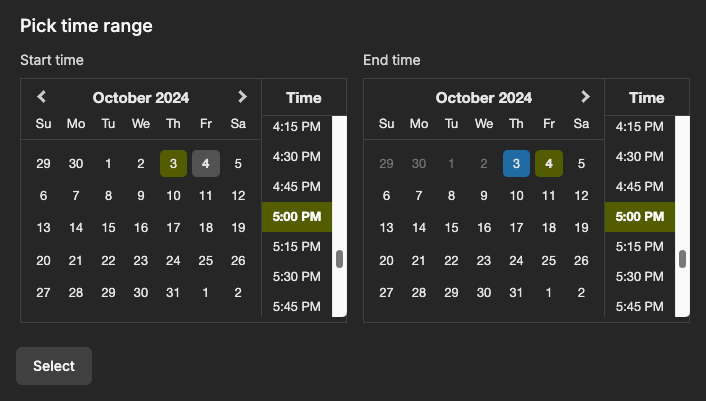 Pick time range
Start time
October 2024
Su Mo Tu We Th Fr Sa
29 30 1 2 3 4 5
6 7 8 9 10 11 12
13 14 15 16 17 18 19
20 21 22 23 24 25 26
27 28 29 30 31 1 2
Time
4:15 PM
4:30 PM
4:45 PM
5:00 PM
5:15 PM
5:30 PM
5:45 PM
End time
October 2024
Su Mo Tu We Th Fr Sa
29 30 1 2 3 4 5
6 7 8 9 10 11 12
13 14 15 16 17 18 19
20 21 22 23 24 25 26
27 28 29 30 31 1 2
Time
4:15 PM
4:30 PM
4:45 PM
5:00 PM
5:15 PM
5:30 PM
5:45 PM
Select